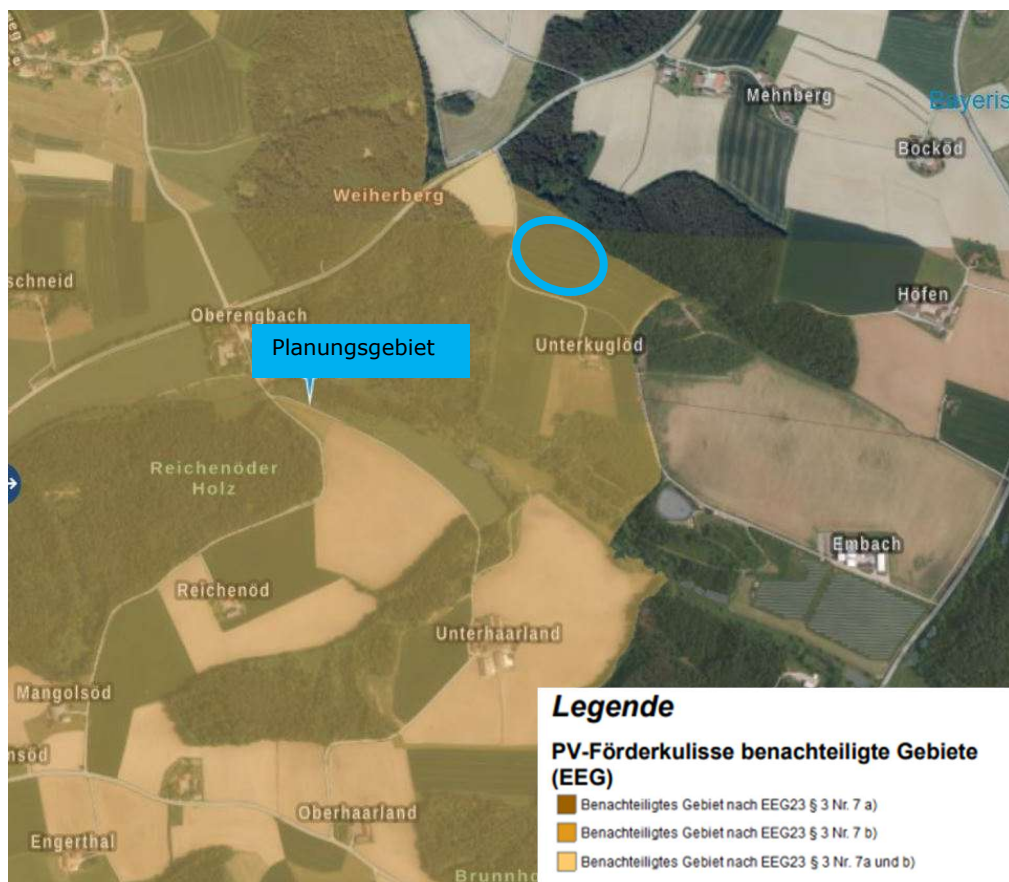 Mehnberg
Bayeris
Bocköd
Weiherberg
schneid
Höfen
Oberengbach
Planungsgebiet
Unterkuglöd
Reichenöder
Holz
Embach
Reichenöd
Unterhaarland
Mangolsöd
nsöd
Oberhaarland
Engerthal
Brunnho
Legende
PV-Förderkulisse benachteiligte Gebiete
(EEG)
Benachteiligtes Gebiet nach EEG23 § 3 Nr. 7 a)
Benachteiligtes Gebiet nach EEG23 § 3 Nr. 7 b)
Benachteiligtes Gebiet nach EEG23 § 3 Nr. 7a und b)